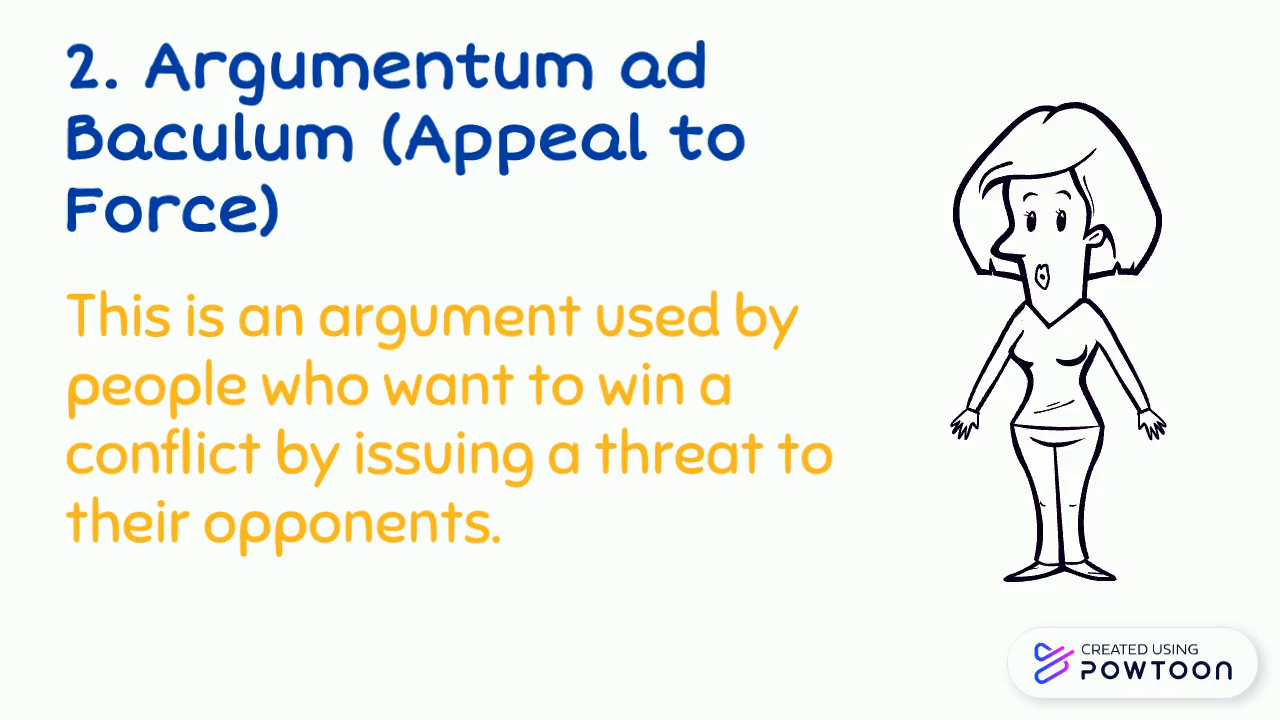 2. Argumentum ad
Baculum (Appeal to
Force)
This is an argument used by
people who want to win a
conflict by issuing a threat to
their opponents.
CREATED USING
POWTOON